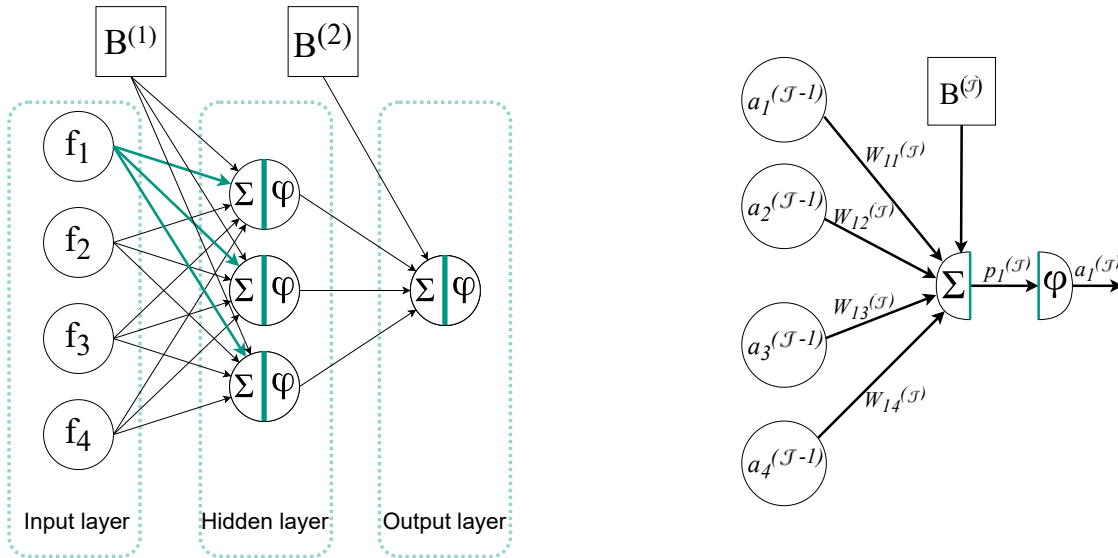 B⁽¹⁾
B⁽²⁾
f₁
f₂
f₃
f₄
Σ φ
Σ φ
Σ φ
Σ φ
Input layer
Hidden layer
Output layer
a₁⁽ᵀ⁻¹⁾
a₂⁽ᵀ⁻¹⁾
a₃⁽ᵀ⁻¹⁾
a₄⁽ᵀ⁻¹⁾
B⁽ᵀ⁾
W₁₁⁽ᵀ⁾
W₁₂⁽ᵀ⁾
W₁₃⁽ᵀ⁾
W₁₄⁽ᵀ⁾
Σ p₁⁽ᵀ⁾ φ a₁⁽ᵀ⁾